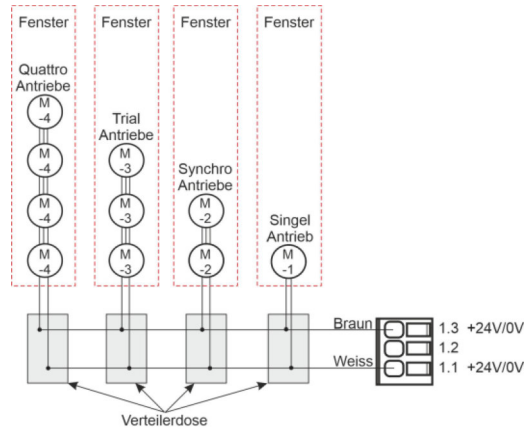 Fenster Fenster Fenster Fenster
Quattro
Antriebe
M
-4
M
-4
M
-4
M
-4
Trial
Antriebe
M
-3
M
-3
M
-3
Synchro
Antriebe
M
-2
M
-2
Singel
Antrieb
M
-1
Braun 1.3 +24V/0V
1.2
Weiss 1.1 +24V/0V
Verteilerdose